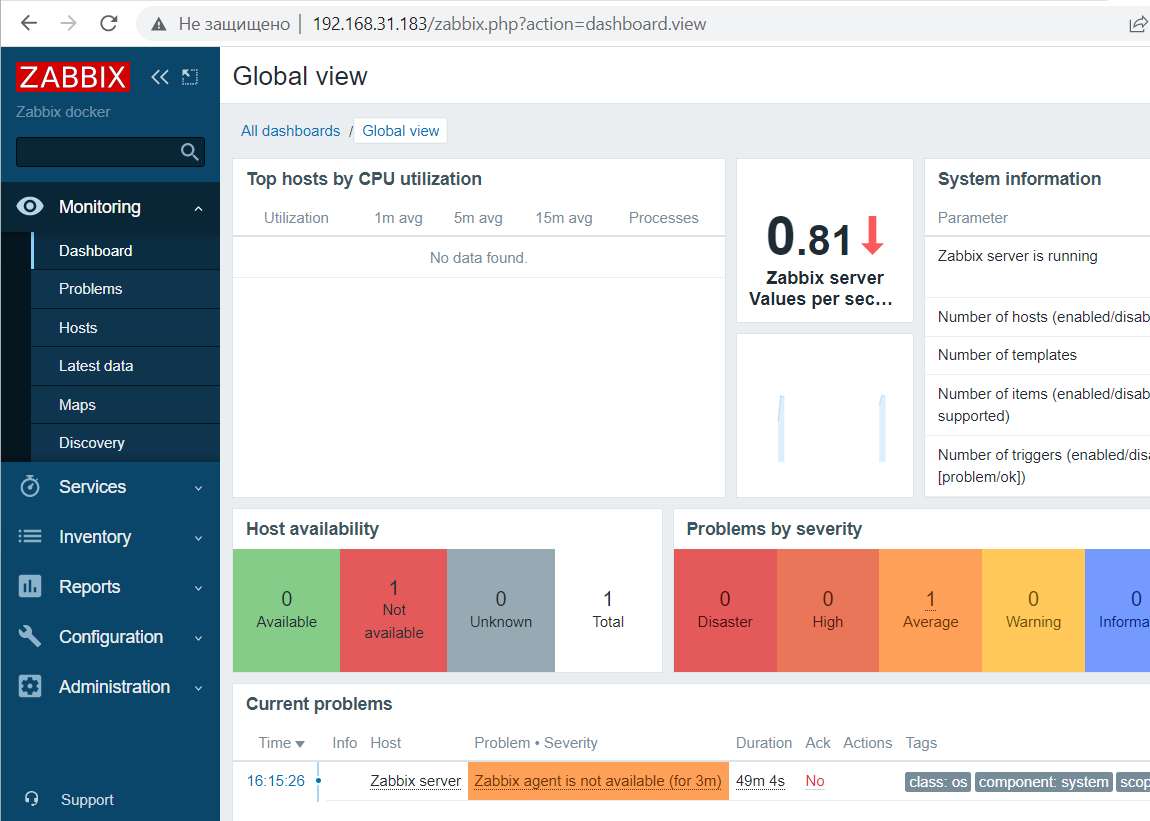 Не защищено | 192.168.31.183/zabbix.php?action=dashboard.view
ZABBIX
Zabbix docker
Monitoring
Dashboard
Problems
Hosts
Latest data
Maps
Discovery
Services
Inventory
Reports
Configuration
Administration
Support
Global view
All dashboards / Global view
Top hosts by CPU utilization
Utilization 1m avg 5m avg 15m avg Processes
No data found.
0.81
Zabbix server
Values per sec...
System information
Parameter
Zabbix server is running
Number of hosts (enabled/disab
Number of templates
Number of items (enabled/disab
supported)
Number of triggers (enabled/disa
[problem/ok])
Host availability
0
Available
1
Not
available
0
Unknown
1
Total
Problems by severity
0
Disaster
0
High
1
Average
0
Warning
0
Informa
Current problems
Time Info Host Problem • Severity Duration Ack Actions Tags
16:15:26 Zabbix server Zabbix agent is not available (for 3m) 49m 4s No class: os component: system scop